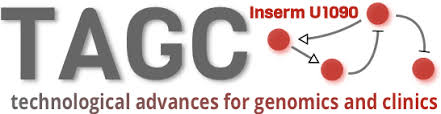 TAGC
Inserm U1090
technological advances for genomics and clinics